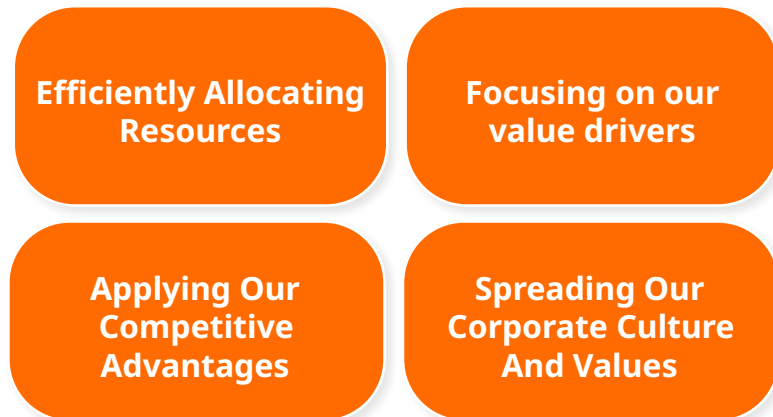 Efficiently Allocating
Resources
Focusing on our
value drivers
Applying Our
Competitive
Advantages
Spreading Our
Corporate Culture
And Values